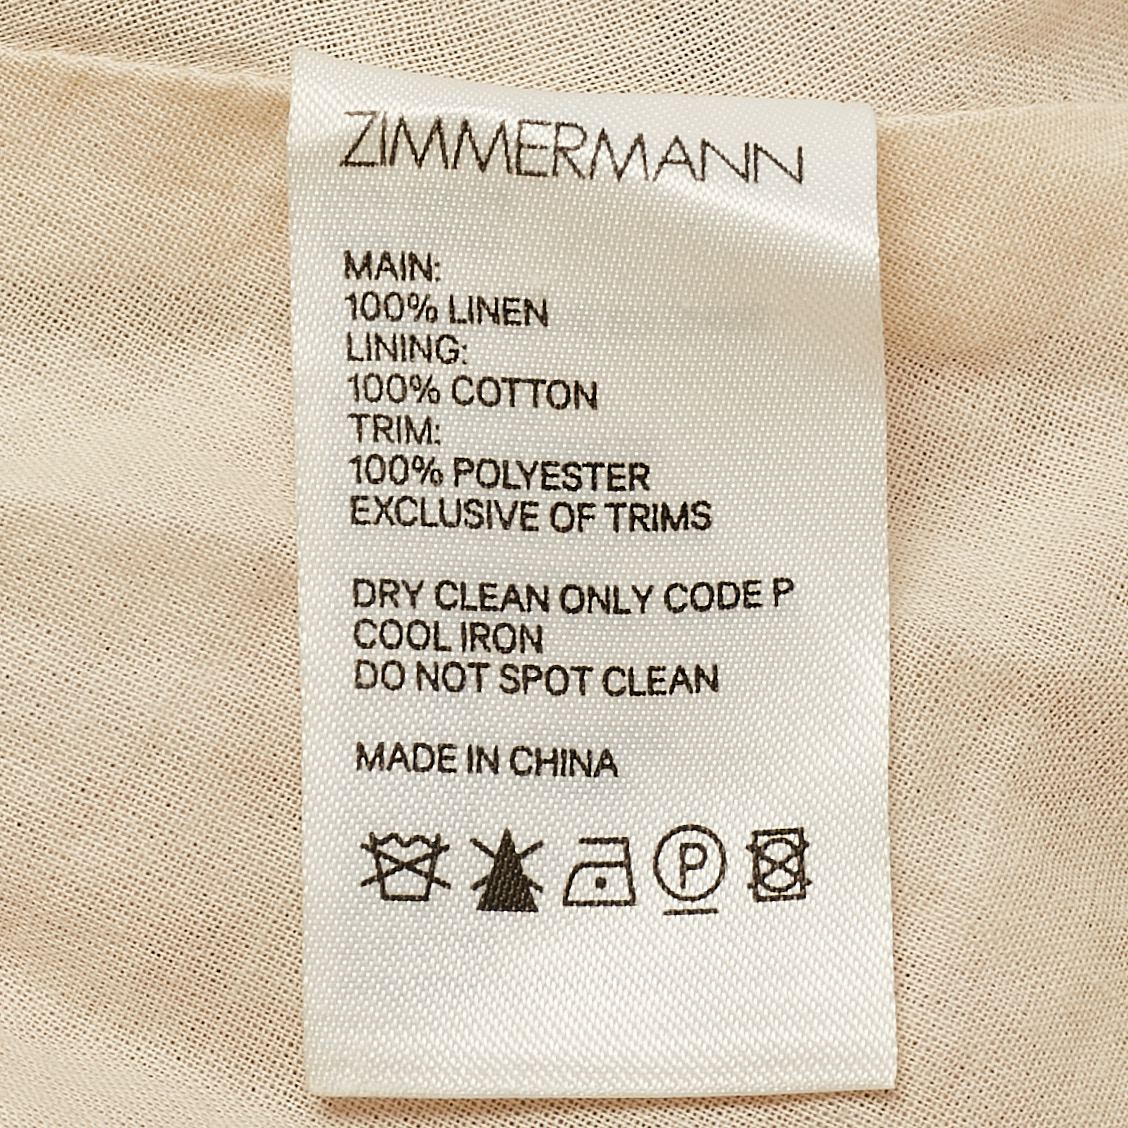 ZIMMERMANN
MAIN:
100% LINEN
LINING:
100% COTTON
TRIM:
100% POLYESTER
EXCLUSIVE OF TRIMS
DRY CLEAN ONLY CODE P
COOL IRON
DO NOT SPOT CLEAN
MADE IN CHINA
P